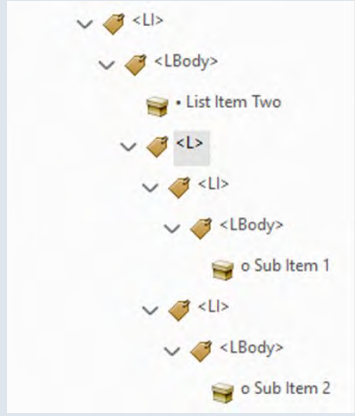 <LI>
<LBody>
• List Item Two
<L>
<LI>
<LBody>
o Sub Item 1
<LI>
<LBody>
o Sub Item 2